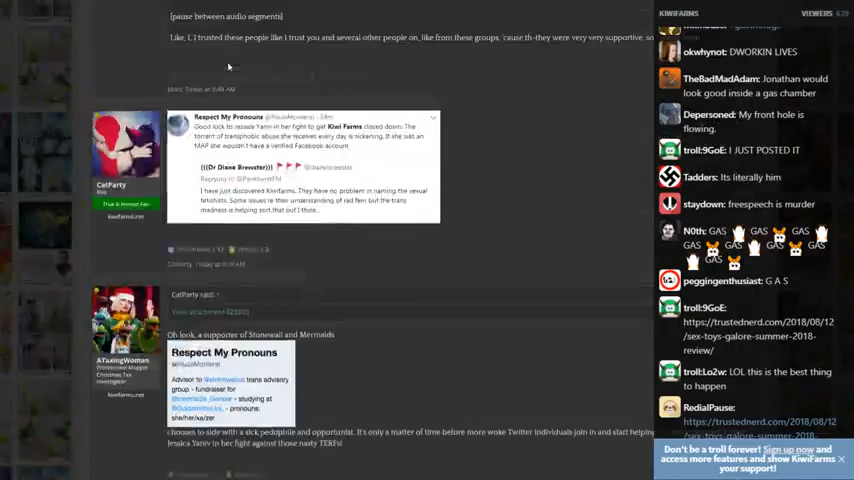 [pause between audio segments]
Like, I, I trusted these people like I trust you and several other people on, like from these groups, 'cause th-they were very very supportive, so
CatParty
True & Honest Fan
kiwifarms.net
Respect My Pronouns
Good luck to Jessica Yaniv in her fight to get Kiwi Farms closed down. The
torrent of transphobic abuse she receives every day is sickening. If she was an
MAP she wouldn't have a verified Facebook account
(((Dr Diane Brewster)))
Replying to
I have just discovered Kiwifarms. They have no problem in naming the sexual
fetishists. Some issues re their understanding of rad fem but the trans
madness is helping sort that out I think.
CatParty said:
Oh look, a supporter of Stonewall and Mermaids
ATaxingWoman
kiwifarms.net
Respect My Pronouns
Advisor to @stonewalluk trans advisory
group • fundraiser for
@mermaids_Gender • studying at
• pronouns:
she/her/xe/zer
chooses to side with a sick pedophile and opportunist. It's only a matter of time before more woke Twitter individuals join in and start helping
Jessica Yaniv in her fight against those nasty TERFs!
KIWIFARMS
VIEWERS 629
okwhynot: DWORKIN LIVES
TheBadMadAdam: Jonathan would
look good inside a gas chamber
Depersoned: My front hole is
flowing.
troll:9GoE: I JUST POSTED IT
Tadders: Its literally him
staydown: freespeech is murder
N0th: GAS GAS GAS
GAS GAS GAS
GAS
peggingenthusiast: G A S
troll:9GoE:
https://trustednerd.com/2018/08/12
/sex-toys-galore-summer-2018-
review/
troll:Lo2w: LOL this is the best thing
to happen
RedialPause:
https://trustednerd.com/2018/08/12
/sex-toys-galore-summer-2018-
Don't be a troll forever! Sign up now and
access more features and show KiwiFarms
your support!